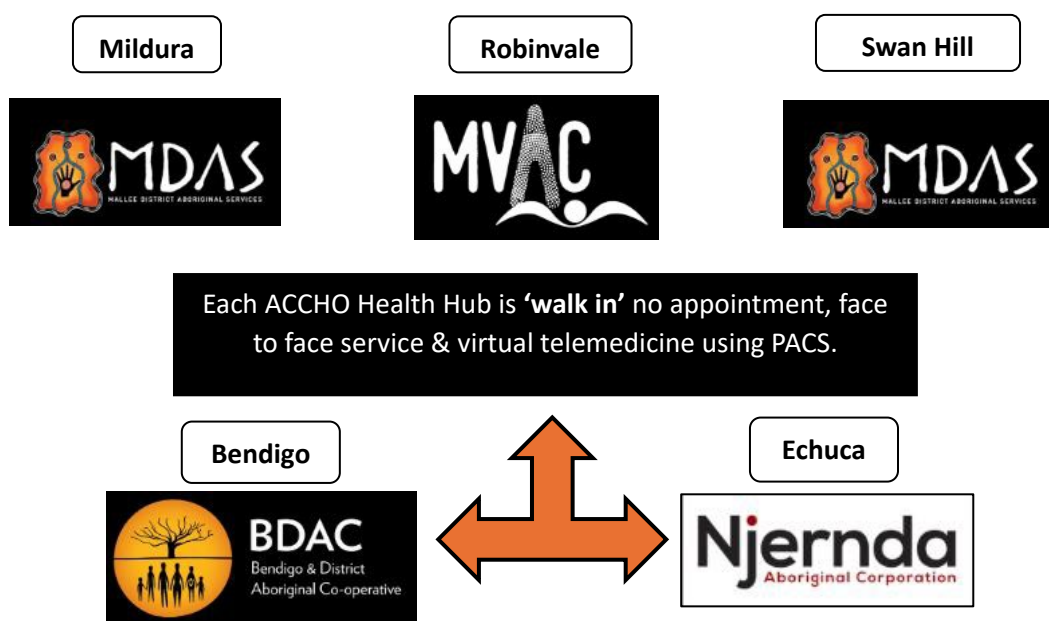 Mildura
Robinvale
Swan Hill
MDAS
MALLEE DISTRICT ABORIGINAL SERVICES
MVAC
MDAS
MALLEE DISTRICT ABORIGINAL SERVICES
Each ACCHO Health Hub is ‘walk in’ no appointment, face
to face service & virtual telemedicine using PACS.
Bendigo
Echuca
BDAC
Bendigo & District
Aboriginal Co-operative
Njernda
Aboriginal Corporation